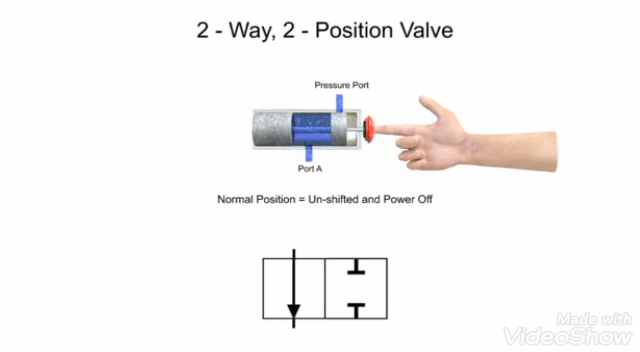 2 - Way, 2 - Position Valve
Pressure Port
Port A
Normal Position = Un-shifted and Power Off
Made with
VideoShow